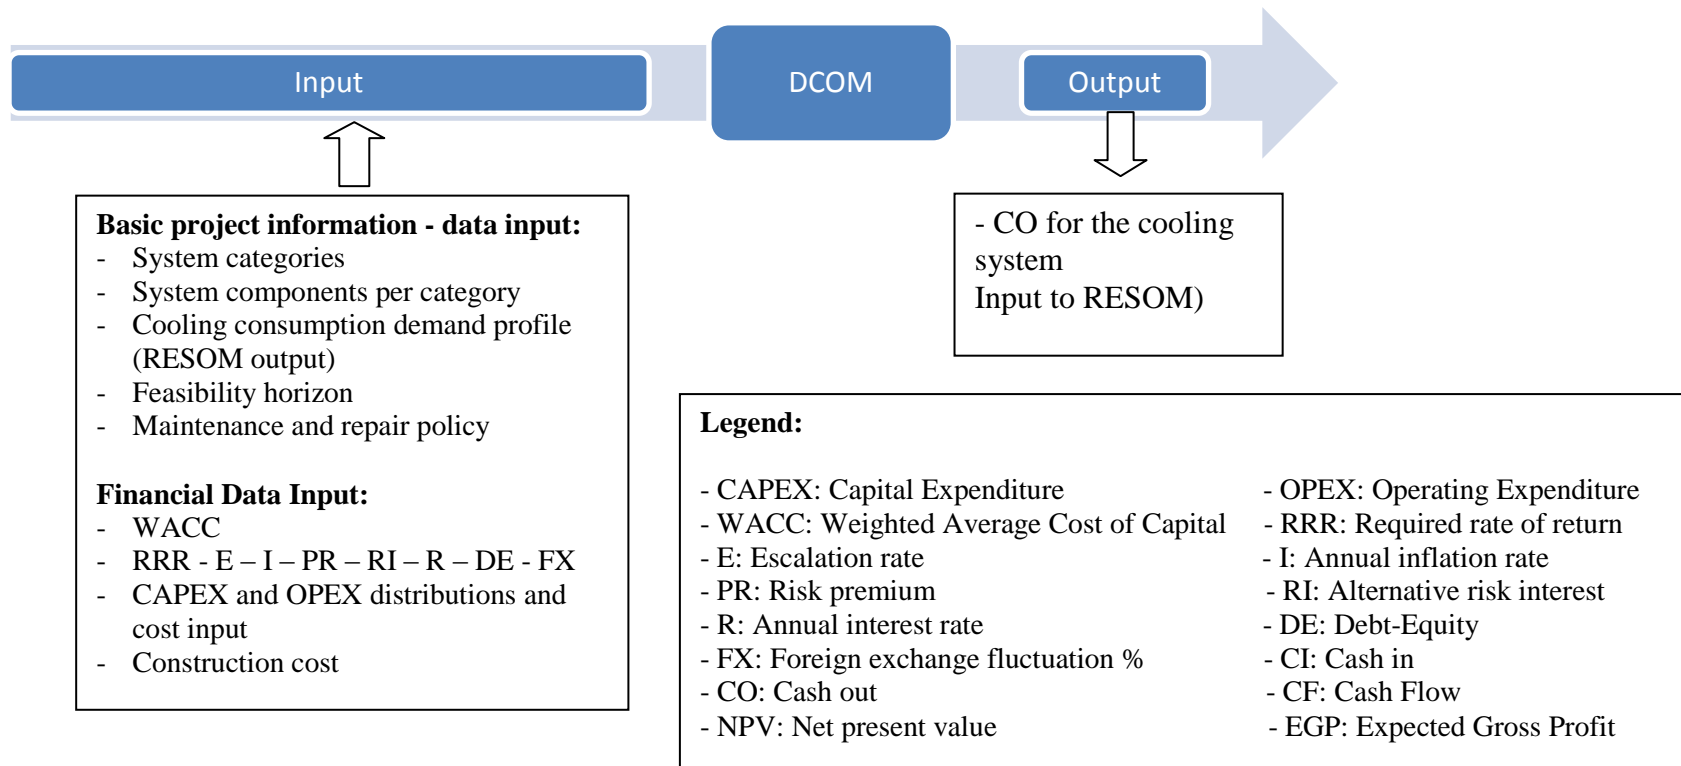 Input
DCOM
Output
Basic project information - data input:
- System categories
- System components per category
- Cooling consumption demand profile
(RESOM output)
- Feasibility horizon
- Maintenance and repair policy
Financial Data Input:
- WACC
- RRR - E – I – PR – RI – R – DE - FX
- CAPEX and OPEX distributions and
cost input
- Construction cost
- CO for the cooling
system
Input to RESOM)
Legend:
- CAPEX: Capital Expenditure
- OPEX: Operating Expenditure
- WACC: Weighted Average Cost of Capital
- RRR: Required rate of return
- E: Escalation rate
- I: Annual inflation rate
- PR: Risk premium
- RI: Alternative risk interest
- R: Annual interest rate
- DE: Debt-Equity
- FX: Foreign exchange fluctuation %
- CI: Cash in
- CO: Cash out
- CF: Cash Flow
- NPV: Net present value
- EGP: Expected Gross Profit